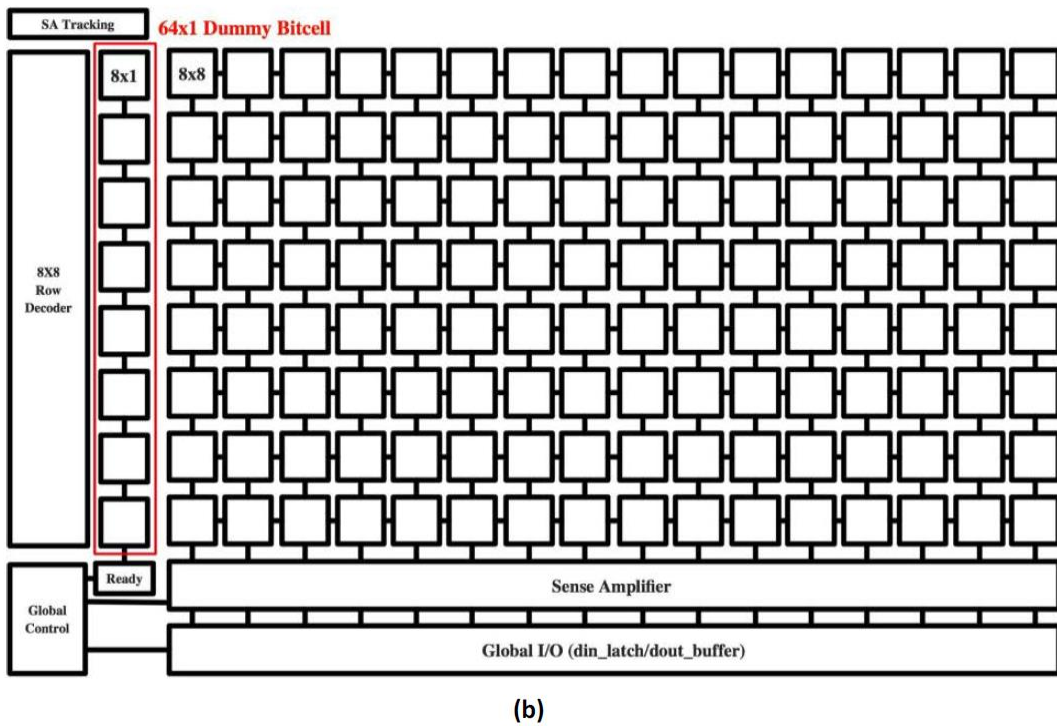 SA Tracking
64x1 Dummy Bitcell
8x1
8x8
8X8
Row
Decoder
Ready
Global
Control
Sense Amplifier
Global I/O (din_latch/dout_buffer)
(b)